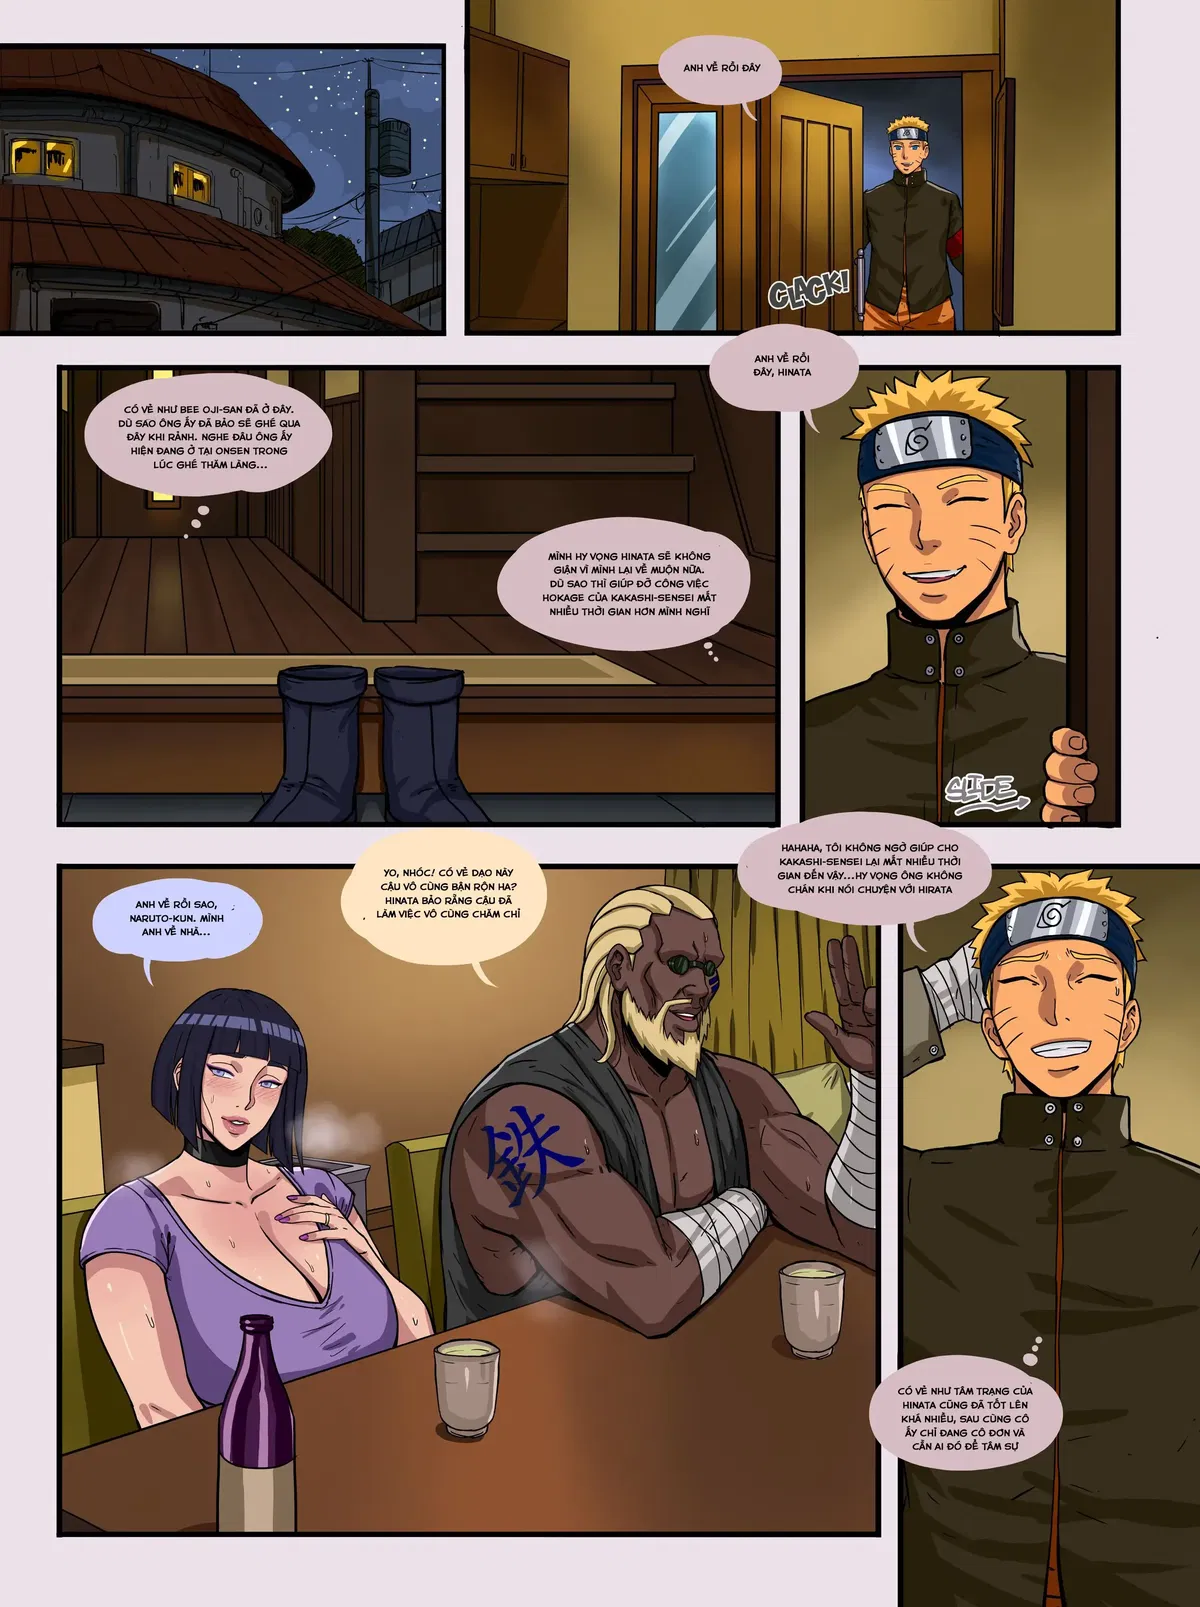 ANH VỀ RỒI ĐÂY
CLACK!
CÓ VẺ NHƯ BEE OJI-SAN ĐÃ Ở ĐÂY.
DÙ SAO ÔNG ẤY ĐÃ BẢO SẼ GHÉ QUA
ĐÂY KHI RẢNH. NGHE ĐÂU ÔNG ẤY
HIỆN ĐANG Ở TẠI ONSEN TRONG
LÚC GHÉ THĂM LÀNG...
MÌNH HY VỌNG HINATA SẼ KHÔNG
GIẬN VÌ MÌNH LẠI VỀ MUỘN NỮA.
DÙ SAO THÌ GIÚP ĐỠ CÔNG VIỆC
HOKAGE CỦA KAKASHI-SENSEI MẤT
NHIỀU THỜI GIAN HƠN MÌNH NGHĨ
ANH VỀ RỒI
ĐÂY, HINATA
SLIDE
ANH VỀ RỒI SAO,
NARUTO-KUN. MỪNG
ANH VỀ NHÀ...
YO, NHÓC! CÓ VẺ DẠO NÀY
CẬU VÔ CÙNG BẬN RỘN HA?
HINATA BẢO RẰNG CẬU ĐÃ
LÀM VIỆC VÔ CÙNG CHĂM CHỈ
鉄
HAHAHA, TÔI KHÔNG NGỜ GIÚP CHO
KAKASHI-SENSEI LẠI MẤT NHIỀU THỜI
GIAN ĐẾN VẬY...HY VỌNG ÔNG KHÔNG
CHÁN KHI NÓI CHUYỆN VỚI HIRATA
CÓ VẺ NHƯ TÂM TRẠNG CỦA
HINATA CŨNG ĐÃ TỐT LÊN
KHÁ NHIỀU, SAU CÙNG CÔ
ẤY CHỈ ĐANG CÔ ĐƠN VÀ
CẦN AI ĐÓ ĐỂ TÂM SỰ